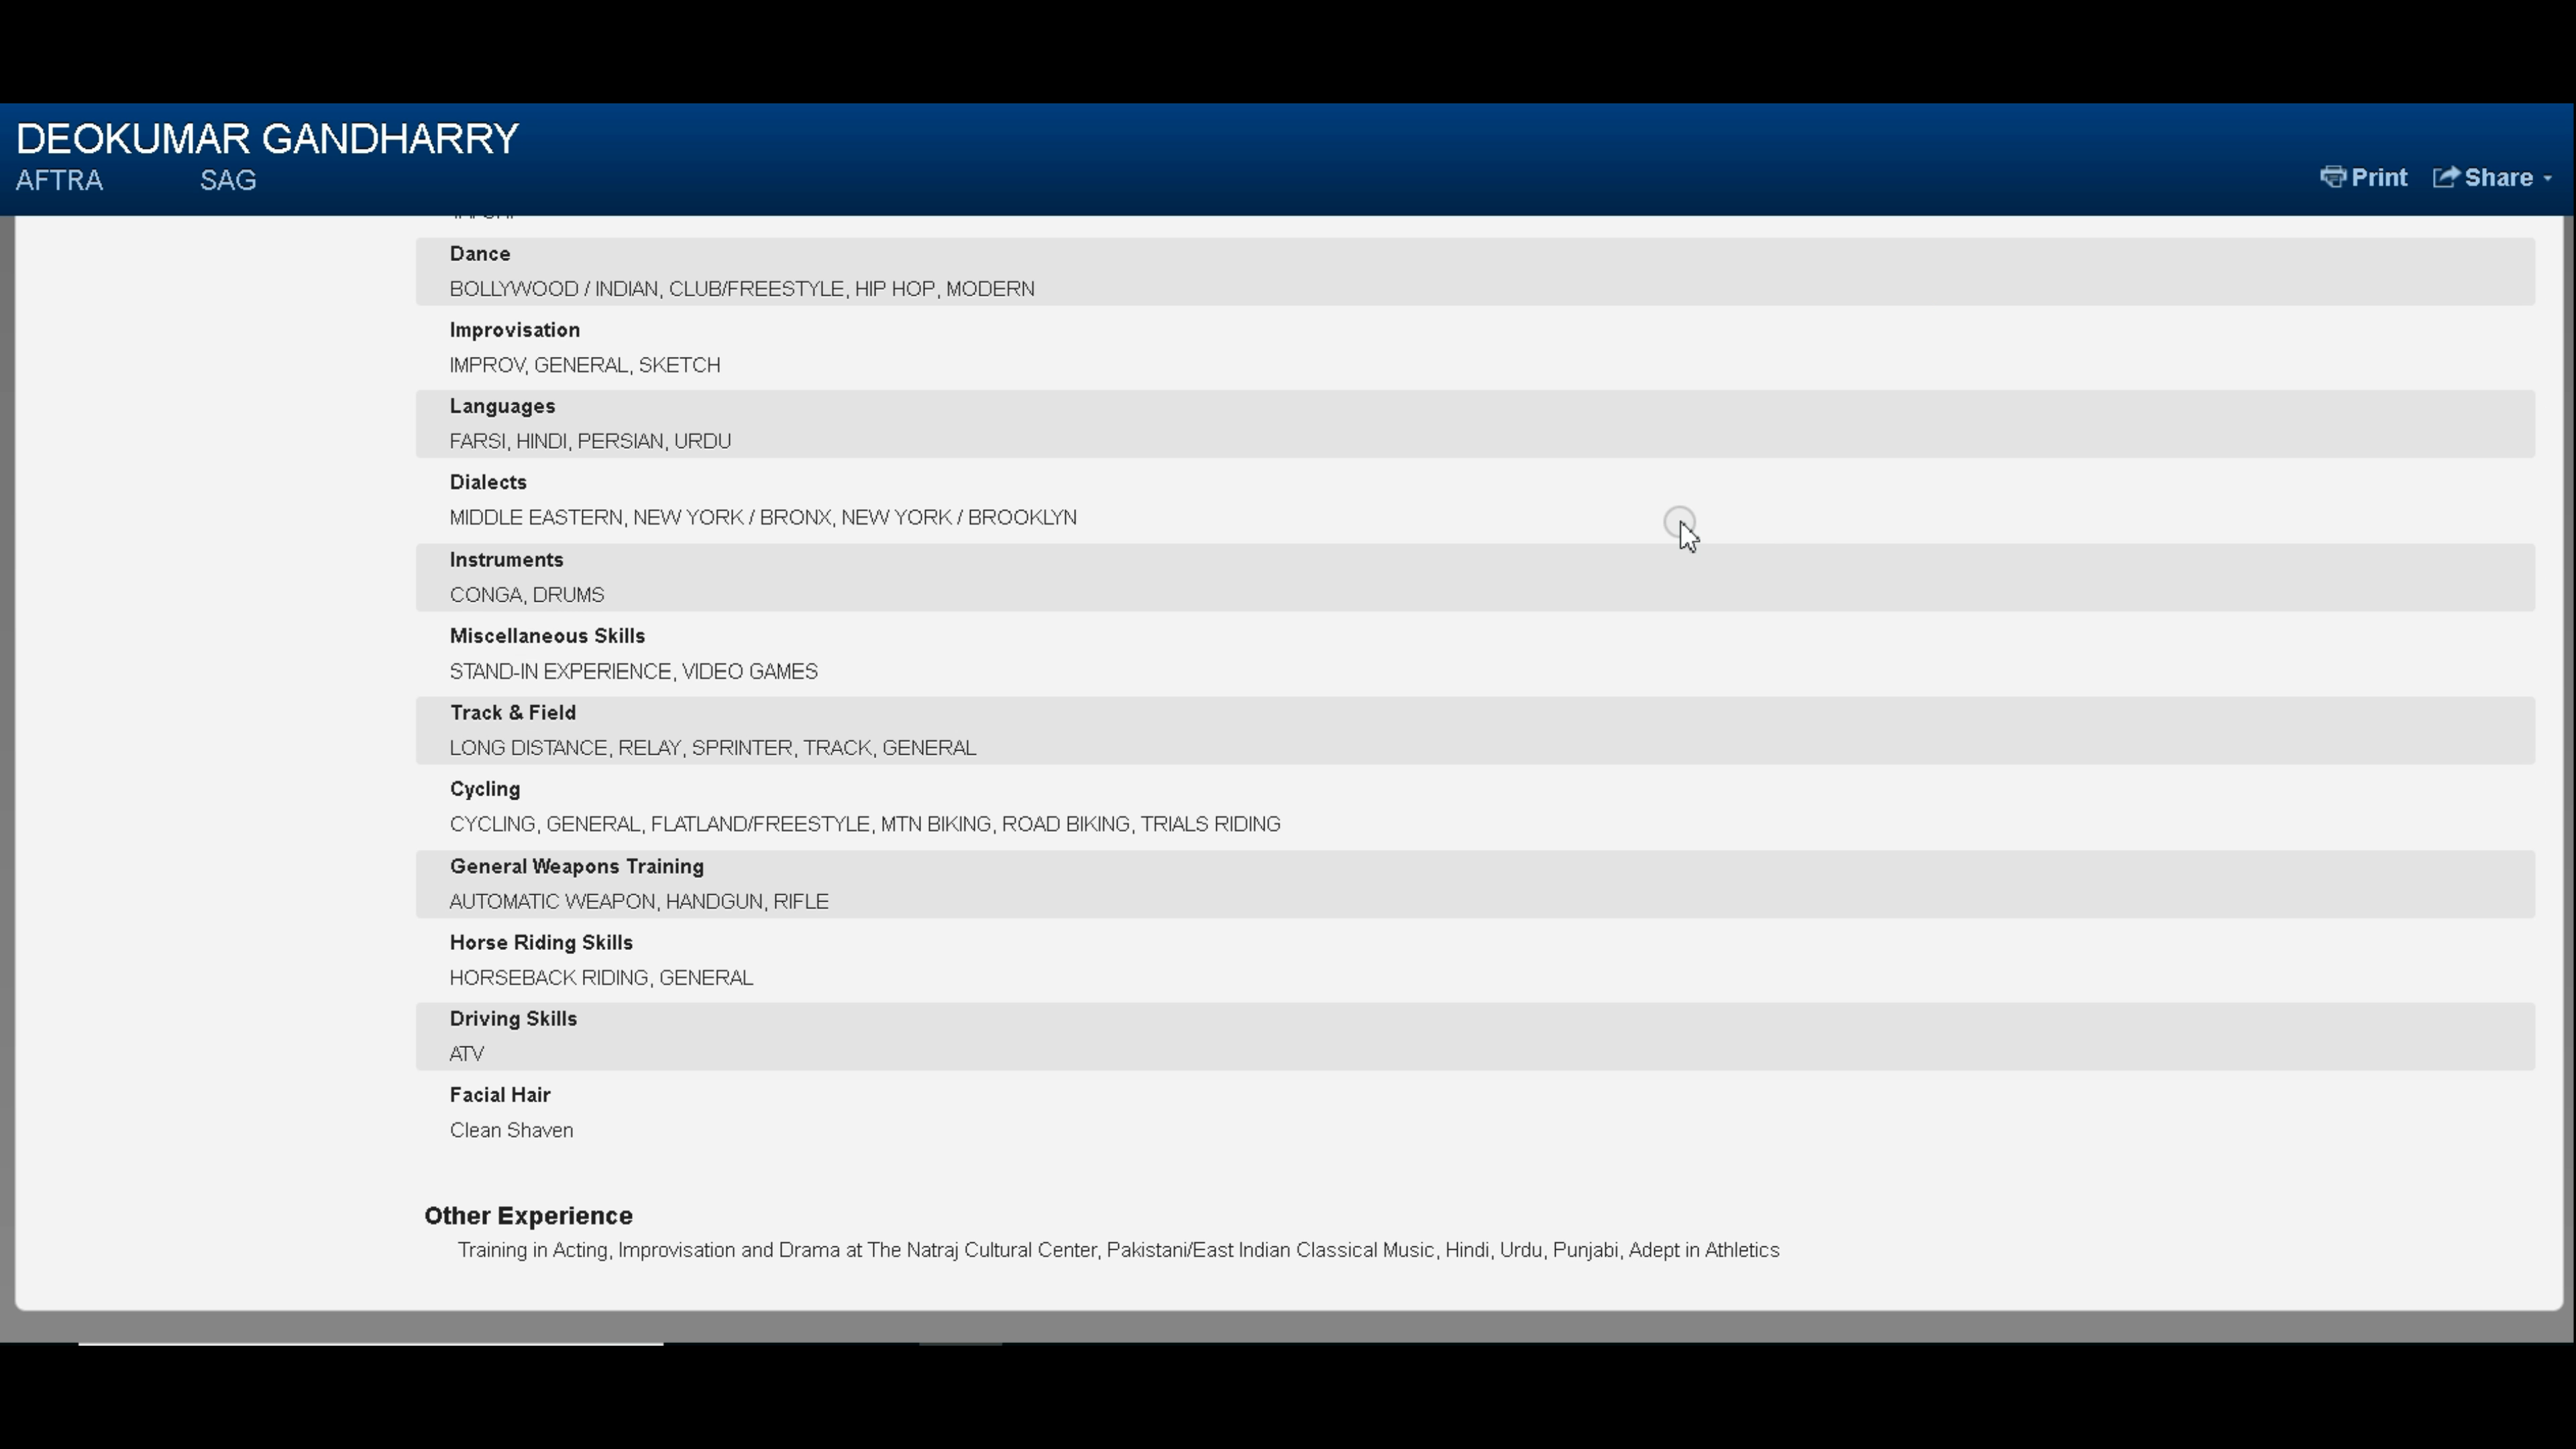 DEOKUMAR GANDHARRY
AFTRA SAG
Print Share
Dance
BOLLYWOOD / INDIAN, CLUB/FREESTYLE, HIP HOP, MODERN
Improvisation
IMPROV, GENERAL, SKETCH
Languages
FARSI, HINDI, PERSIAN, URDU
Dialects
MIDDLE EASTERN, NEW YORK / BRONX, NEW YORK / BROOKLYN
Instruments
CONGA, DRUMS
Miscellaneous Skills
STAND-IN EXPERIENCE, VIDEO GAMES
Track & Field
LONG DISTANCE, RELAY, SPRINTER, TRACK, GENERAL
Cycling
CYCLING, GENERAL, FLATLAND/FREESTYLE, MTN BIKING, ROAD BIKING, TRIALS RIDING
General Weapons Training
AUTOMATIC WEAPON, HANDGUN, RIFLE
Horse Riding Skills
HORSEBACK RIDING, GENERAL
Driving Skills
ATV
Facial Hair
Clean Shaven
Other Experience
Training in Acting, Improvisation and Drama at The Natraj Cultural Center, Pakistani/East Indian Classical Music, Hindi, Urdu, Punjabi, Adept in Athletics